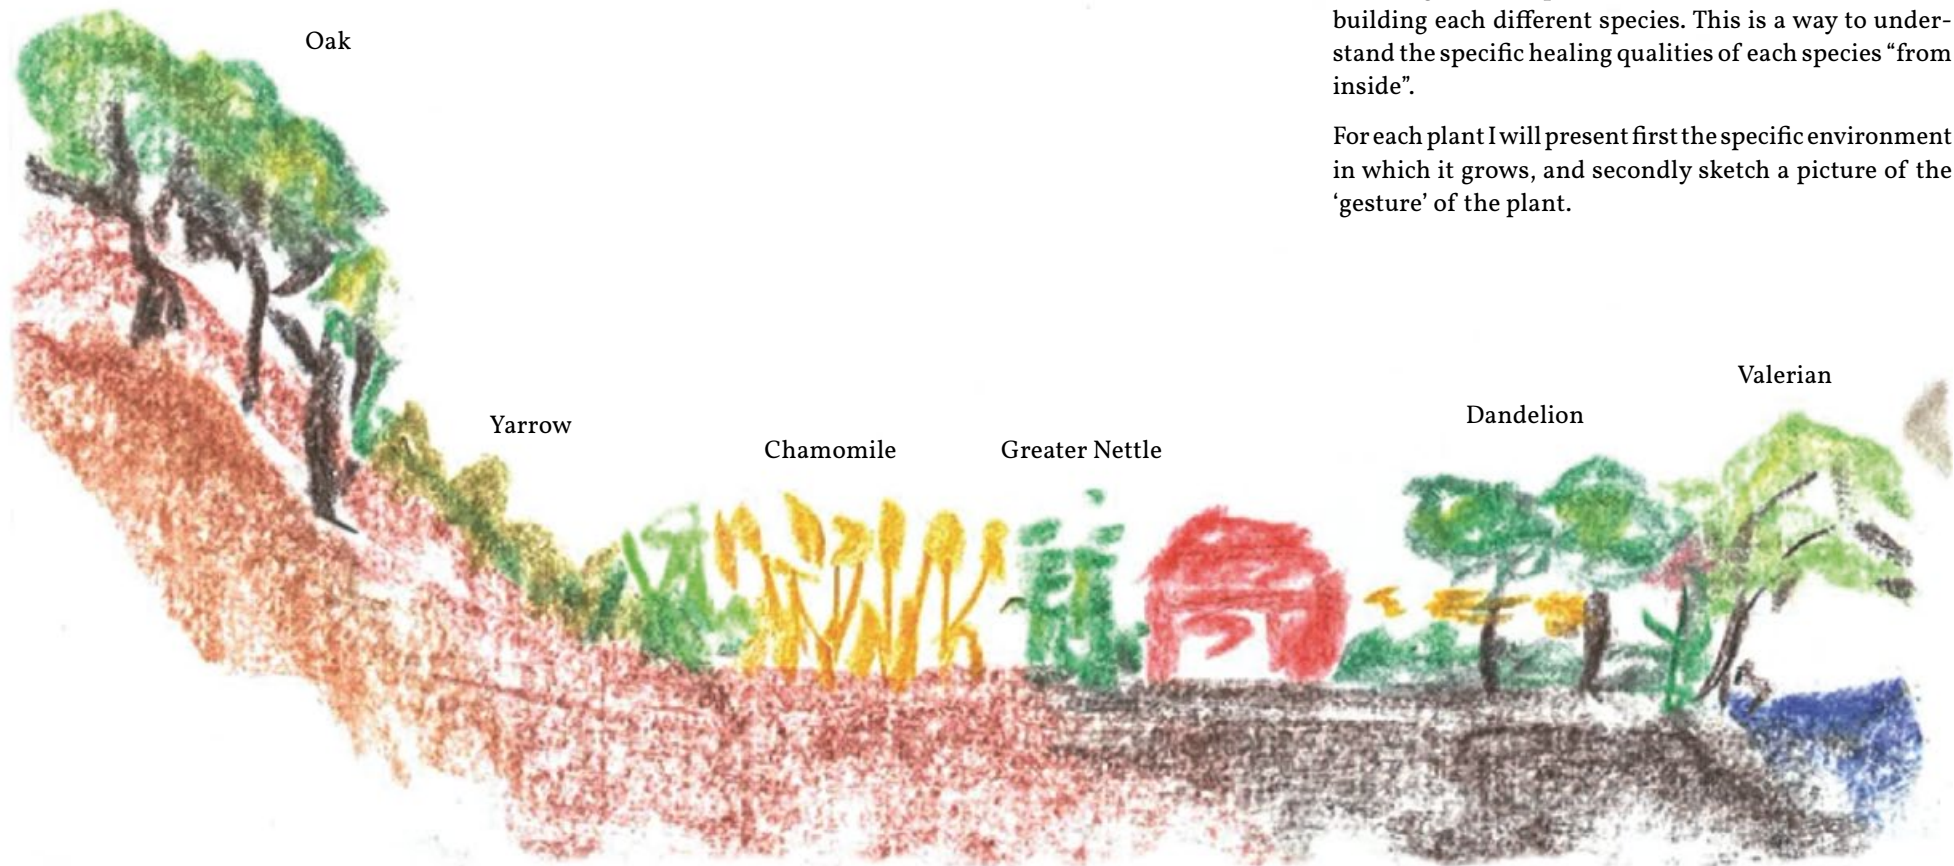 building each different species. This is a way to under-
stand the specific healing qualities of each species “from
inside”.
For each plant I will present first the specific environment
in which it grows, and secondly sketch a picture of the
‘gesture’ of the plant.
Oak
Yarrow
Chamomile
Greater Nettle
Dandelion
Valerian